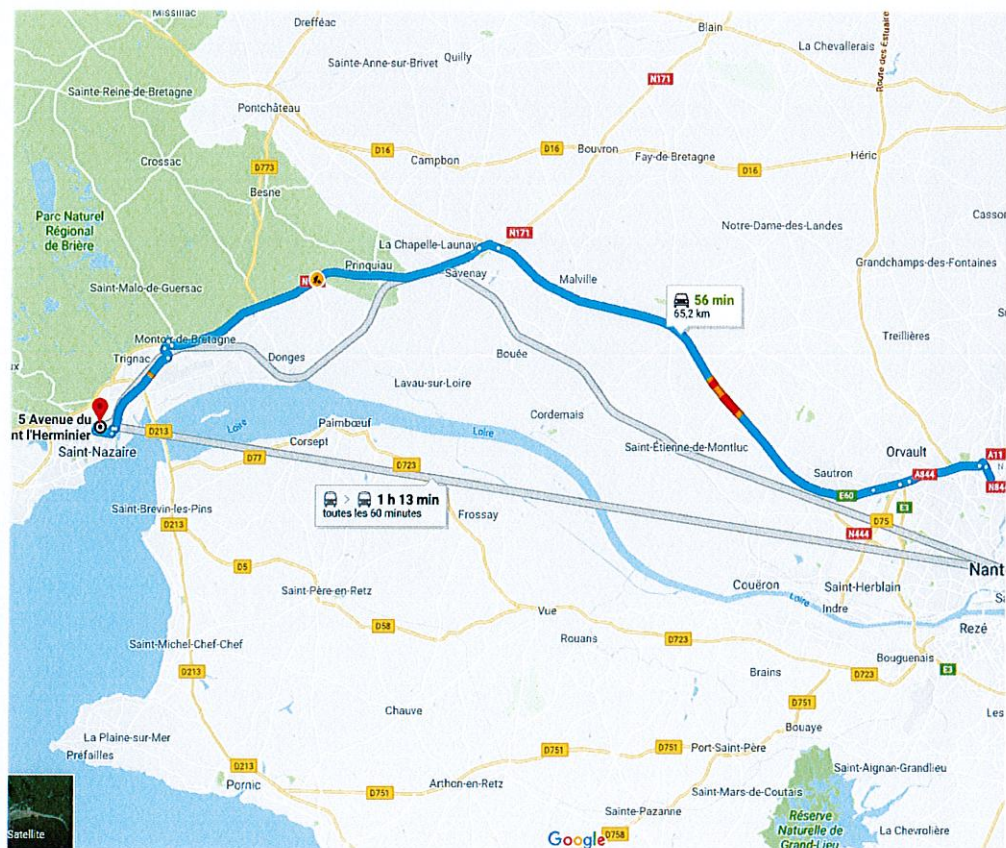 Missillac
Drefféac
Blain
La Chevallerais
Sainte-Anne-sur-Brivet
Quilly
Route des Estuaires
N171
Sainte-Reine-de-Bretagne
Pontchâteau
D16
Campbon
D16
Bouvron
Fay-de-Bretagne
D16
Héric
Crossac
D773
Besne
Parc Naturel
Régional
de Brière
Notre-Dame-des-Landes
La Chapelle-Launay
N171
Prinquiau
Savenay
Malville
Grandchamps-des-Fontaines
Saint-Malo-de-Guersac
56 min
65,2 km
Treillières
Montoir-de-Bretagne
Trignac
Donges
Bouée
Lavau-sur-Loire
5 Avenue du
nt l'Herminier
Saint-Nazaire
D213
Loire
Paimbœuf
Corsept
Loire
Cordemais
D77
D723
Saint-Étienne-de-Montluc
Sautron
Orvault
A11
A844
N844
E60
E3
1 h 13 min
toutes les 60 minutes
Saint-Brevin-les-Pins
D213
Frossay
D75
N444
Nant
D5
Saint-Père-en-Retz
Couëron
Saint-Herblain
Loire
Indre
Vue
D58
Rezé
Rouans
D723
Saint-Michel-Chef-Chef
D213
Bouguenais
Brains
D723
E3
Chauve
D751
Les
Bouaye
La Plaine-sur-Mer
Préfailles
D751
D751
Port-Saint-Père
D213
Saint-Aignan-Grandlieu
Pornic
D751
Arthon-en-Retz
Saint-Mars-de-Coutais
Sainte-Pazanne
Réserve
Naturelle de
Grand-Lieu
La Chevrolière
Satellite
Google
D758